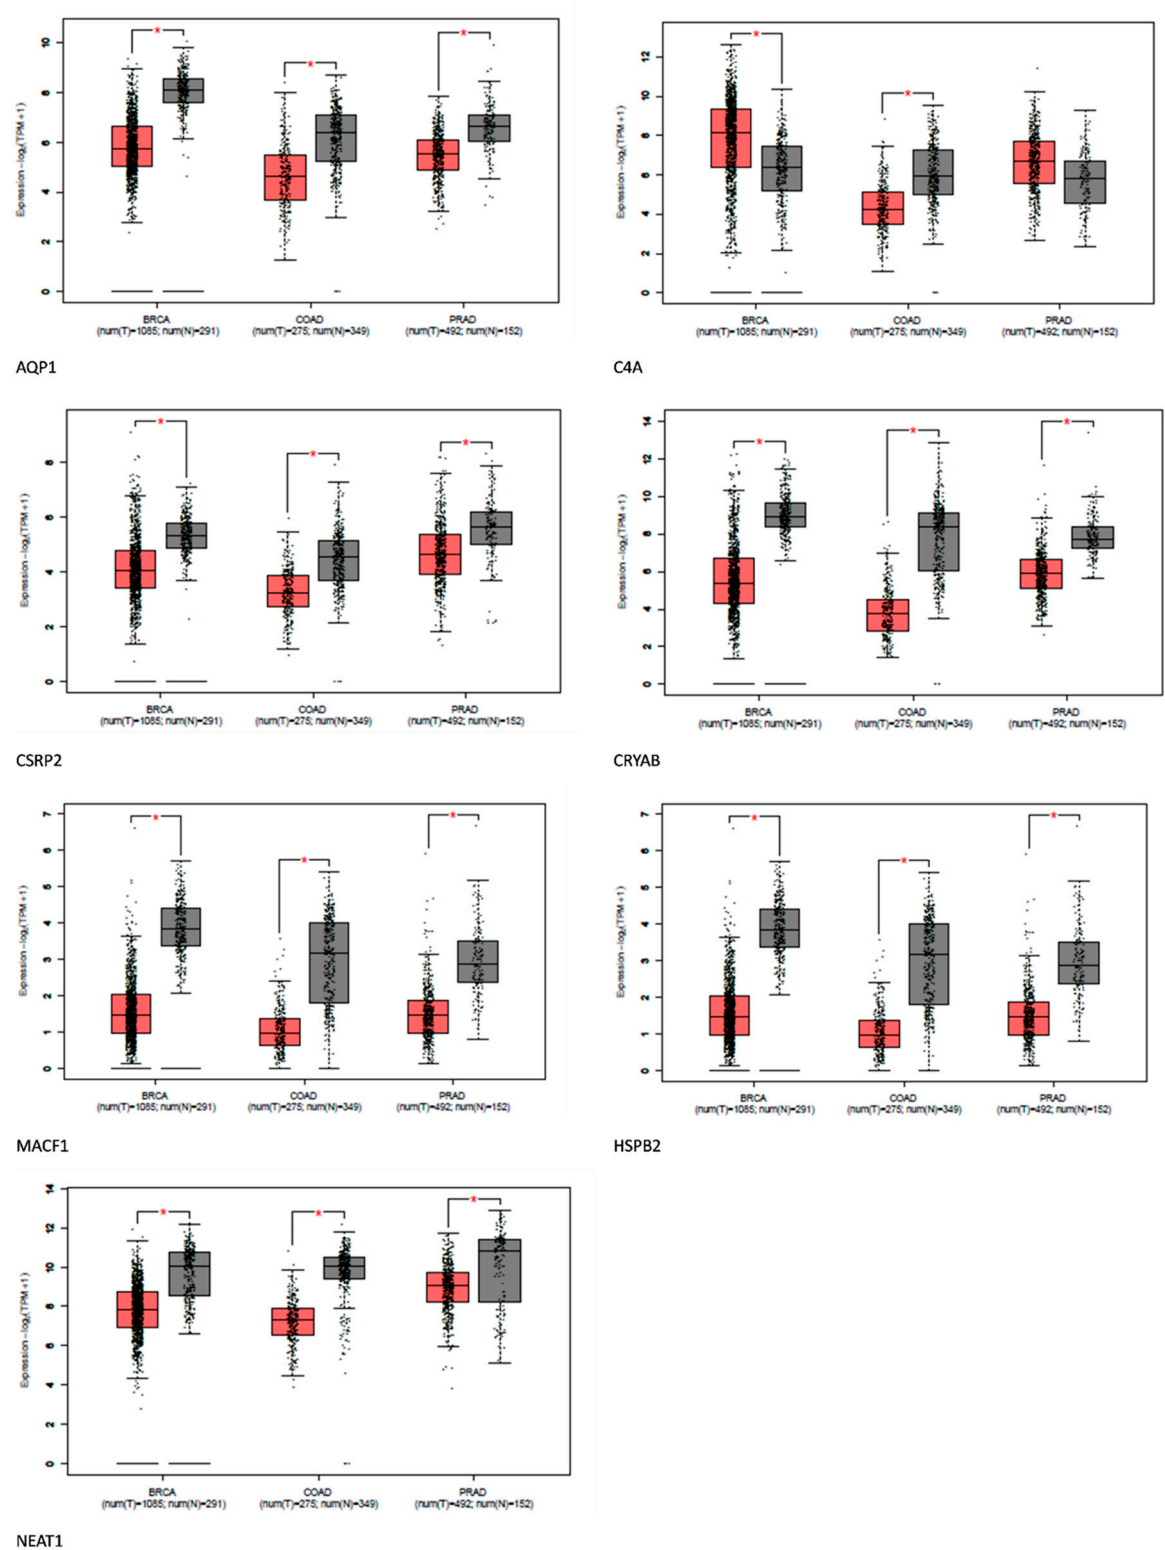 Expression − log₂(TPM + 1)
0 2 4 6 8 10
* * *
BRCA COAD PRAD
(num(T)=1085; num(N)=291) (num(T)=275; num(N)=349) (num(T)=492; num(N)=152)
AQP1
Expression − log₂(TPM + 1)
0 2 4 6 8 10 12
* *
BRCA COAD PRAD
(num(T)=1085; num(N)=291) (num(T)=275; num(N)=349) (num(T)=492; num(N)=152)
C4A
Expression − log₂(TPM + 1)
0 2 4 6 8
* * *
BRCA COAD PRAD
(num(T)=1085; num(N)=291) (num(T)=275; num(N)=349) (num(T)=492; num(N)=152)
CSRP2
Expression − log₂(TPM + 1)
0 2 4 6 8 10 12 14
* * *
BRCA COAD PRAD
(num(T)=1085; num(N)=291) (num(T)=275; num(N)=349) (num(T)=492; num(N)=152)
CRYAB
Expression − log₂(TPM + 1)
0 1 2 3 4 5 6 7
* * *
BRCA COAD PRAD
(num(T)=1085; num(N)=291) (num(T)=275; num(N)=349) (num(T)=492; num(N)=152)
MACF1
Expression − log₂(TPM + 1)
0 1 2 3 4 5 6 7
* * *
BRCA COAD PRAD
(num(T)=1085; num(N)=291) (num(T)=275; num(N)=349) (num(T)=492; num(N)=152)
HSPB2
Expression − log₂(TPM + 1)
0 2 4 6 8 10 12 14
* * *
BRCA COAD PRAD
(num(T)=1085; num(N)=291) (num(T)=275; num(N)=349) (num(T)=492; num(N)=152)
NEAT1